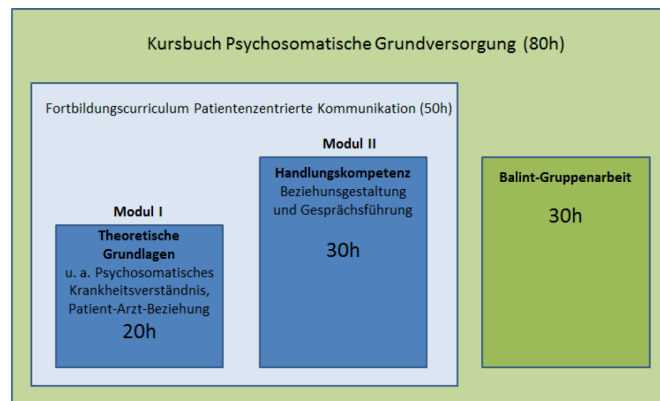 Kursbuch Psychosomatische Grundversorgung (80h)
Fortbildungscurriculum Patientenzentrierte Kommunikation (50h)
Modul I
Theoretische
Grundlagen
u. a. Psychosomatisches
Krankheitsverständnis,
Patient-Arzt-Beziehung
20h
Modul II
Handlungskompetenz
Beziehunsgestaltung
und Gesprächsführung
30h
Balint-Gruppenarbeit
30h